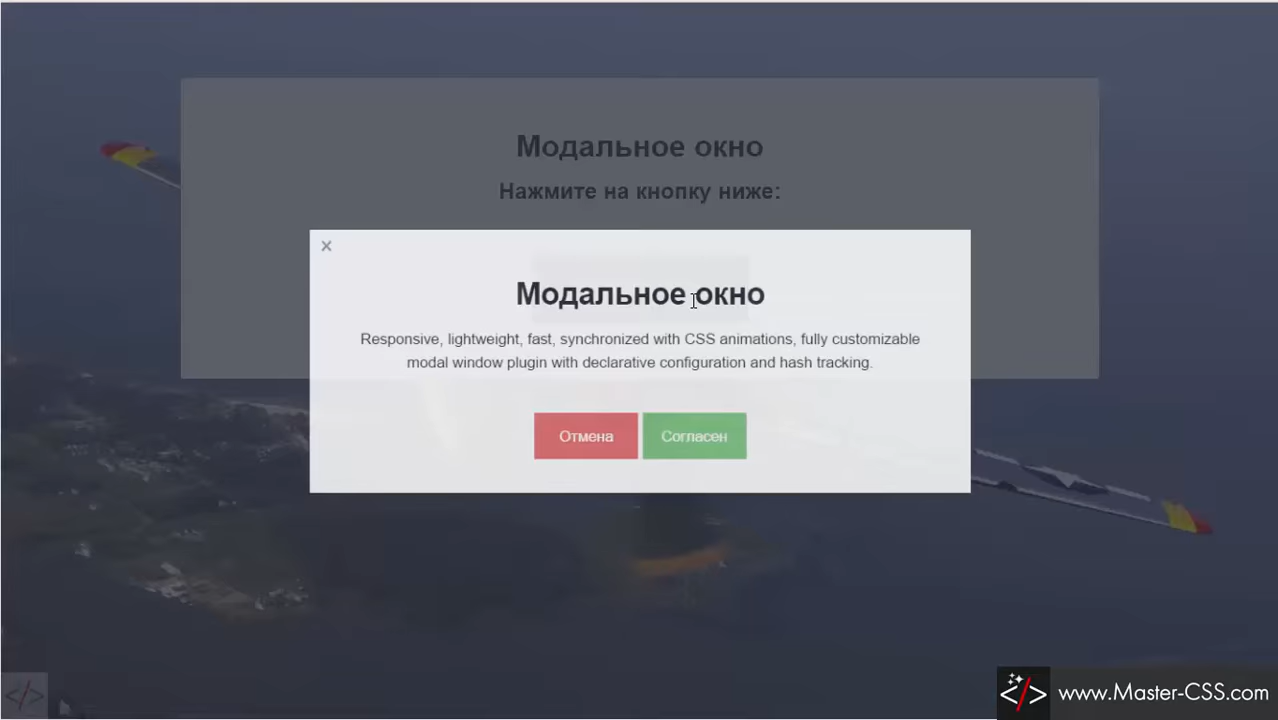 Модальное окно
Нажмите на кнопку ниже:
×
Модальное окно
Responsive, lightweight, fast, synchronized with CSS animations, fully customizable
modal window plugin with declarative configuration and hash tracking.
Отмена Согласен
</> www.Master-CSS.com